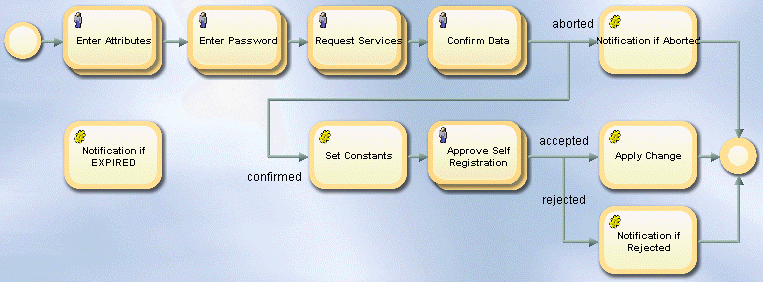 Enter Attributes
Enter Password
Request Services
Confirm Data
aborted
Notification if Aborted
Notification if
EXPIRED
confirmed
Set Constants
Approve Self
Registration
accepted
Apply Change
rejected
Notification if
Rejected